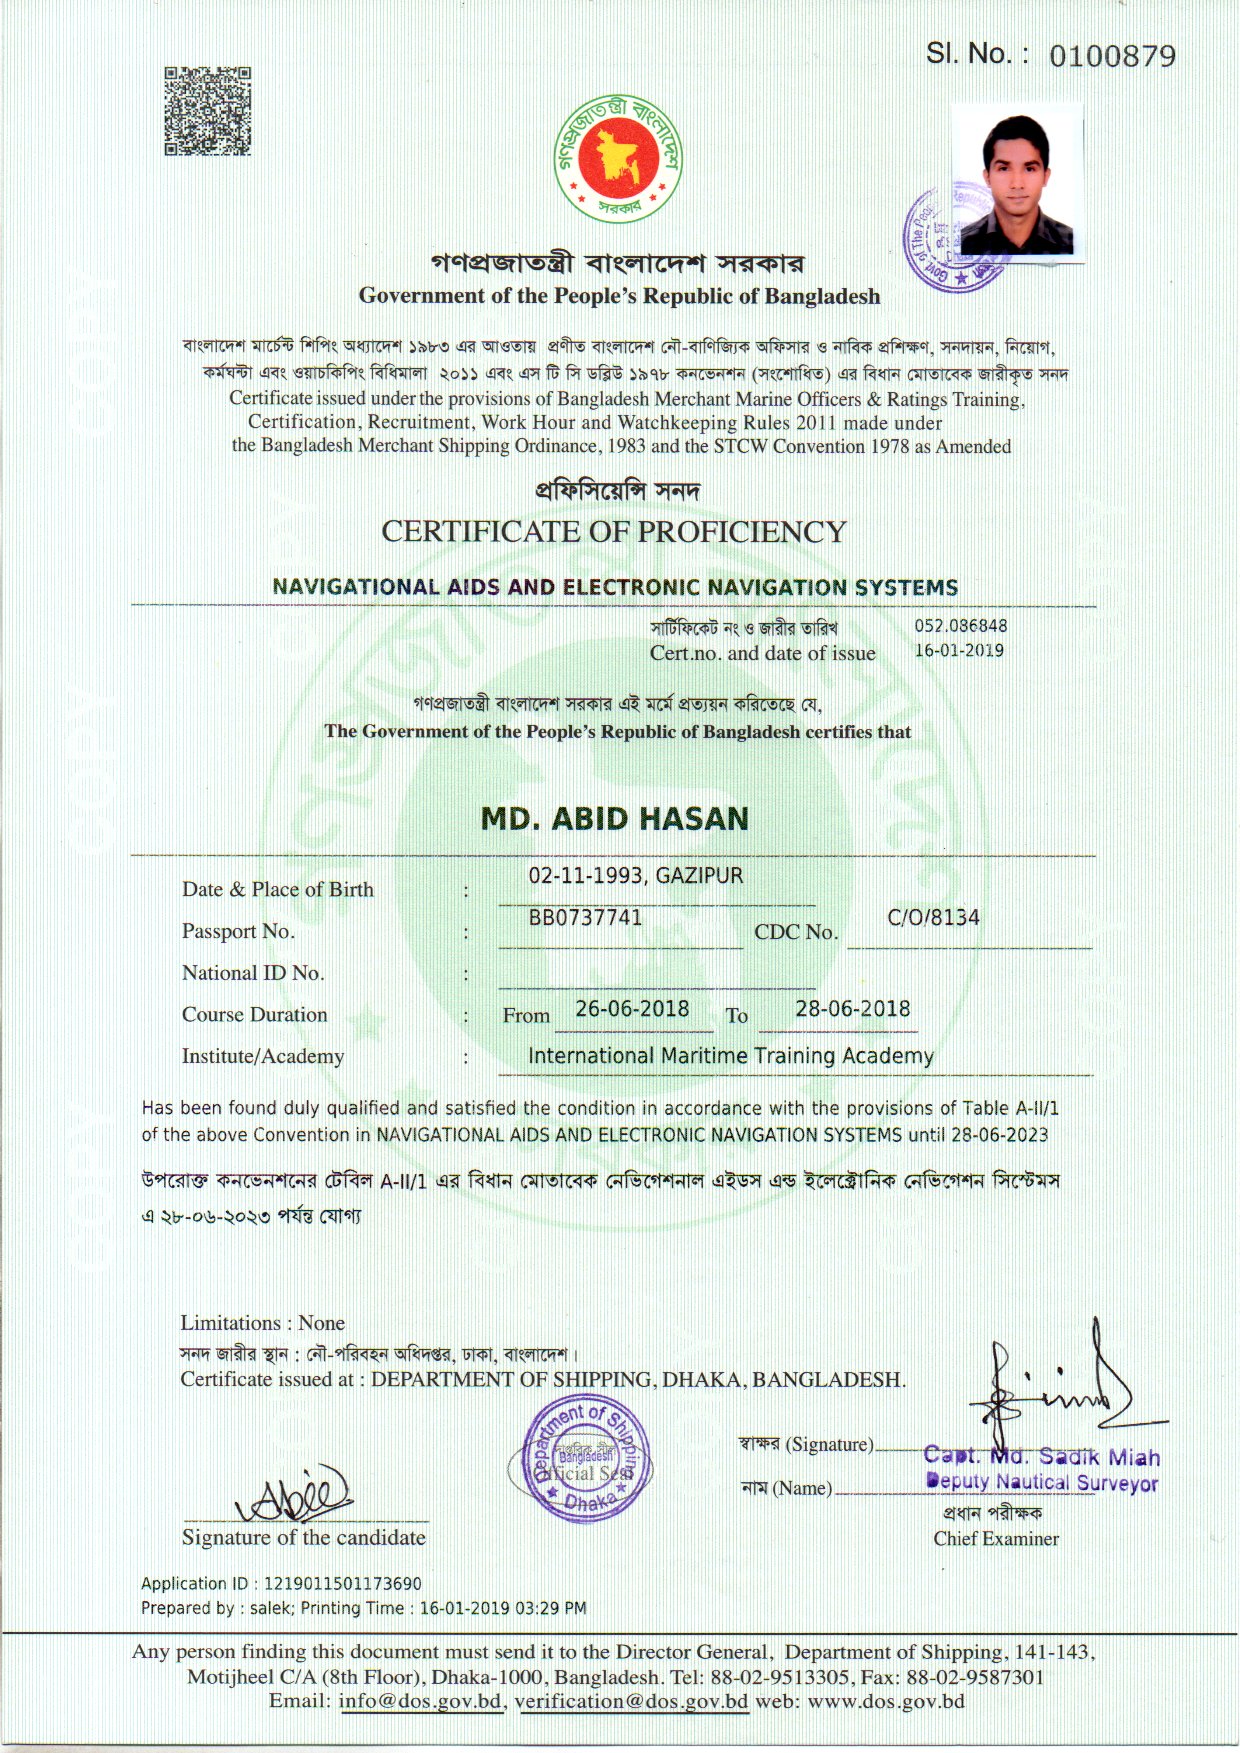 Sl. No. : 0100879
গণপ্রজাতন্ত্রী বাংলাদেশ
সরকার
Govt of The People's Republic
গণপ্রজাতন্ত্রী বাংলাদেশ সরকার
Government of the People's Republic of Bangladesh
বাংলাদেশ মার্চেন্ট শিপিং অধ্যাদেশ ১৯৮৩ এর আওতায় প্রণীত বাংলাদেশ নৌ-বাণিজ্যিক অফিসার ও নাবিক প্রশিক্ষণ, সনদায়ন, নিয়োগ,
কর্মঘন্টা এবং ওয়াচকিপিং বিধিমালা ২০১১ এবং এস টি সি ডব্লিউ ১৯৭৮ কনভেনশন (সংশোধিত) এর বিধান মোতাবেক জারীকৃত সনদ
Certificate issued under the provisions of Bangladesh Merchant Marine Officers & Ratings Training,
Certification, Recruitment, Work Hour and Watchkeeping Rules 2011 made under
the Bangladesh Merchant Shipping Ordinance, 1983 and the STCW Convention 1978 as Amended
প্রফিসিয়েন্সি সনদ
CERTIFICATE OF PROFICIENCY
NAVIGATIONAL AIDS AND ELECTRONIC NAVIGATION SYSTEMS
সার্টিফিকেট নং ও জারীর তারিখ 052.086848
Cert.no. and date of issue 16-01-2019
গণপ্রজাতন্ত্রী বাংলাদেশ সরকার এই মর্মে প্রত্যয়ন করিতেছে যে,
The Government of the People's Republic of Bangladesh certifies that
MD. ABID HASAN
Date & Place of Birth : 02-11-1993, GAZIPUR
Passport No. : BB0737741 CDC No. C/O/8134
National ID No. :
Course Duration : From 26-06-2018 To 28-06-2018
Institute/Academy : International Maritime Training Academy
Has been found duly qualified and satisfied the condition in accordance with the provisions of Table A-II/1
of the above Convention in NAVIGATIONAL AIDS AND ELECTRONIC NAVIGATION SYSTEMS until 28-06-2023
উপরোক্ত কনভেনশনের টেবিল A-II/1 এর বিধান মোতাবেক নেভিগেশনাল এইডস এন্ড ইলেক্ট্রোনিক নেভিগেশন সিস্টেমস
এ ২৮-০৬-২০২৩ পর্যন্ত যোগ্য
Limitations : None
সনদ জারীর স্থান : নৌ-পরিবহন অধিদপ্তর, ঢাকা, বাংলাদেশ।
Certificate issued at : DEPARTMENT OF SHIPPING, DHAKA, BANGLADESH.
Department of Shipping
দাপ্তরিক সীল
Bangladesh
Official Seal
Dhaka
স্বাক্ষর (Signature)
Capt. Md. Sadik Miah
নাম (Name) Deputy Nautical Surveyor
প্রধান পরীক্ষক
Chief Examiner
Abid
Signature of the candidate
Application ID : 1219011501173690
Prepared by : salek; Printing Time : 16-01-2019 03:29 PM
Any person finding this document must send it to the Director General, Department of Shipping, 141-143,
Motijheel C/A (8th Floor), Dhaka-1000, Bangladesh. Tel: 88-02-9513305, Fax: 88-02-9587301
Email: info@dos.gov.bd, verification@dos.gov.bd web: www.dos.gov.bd